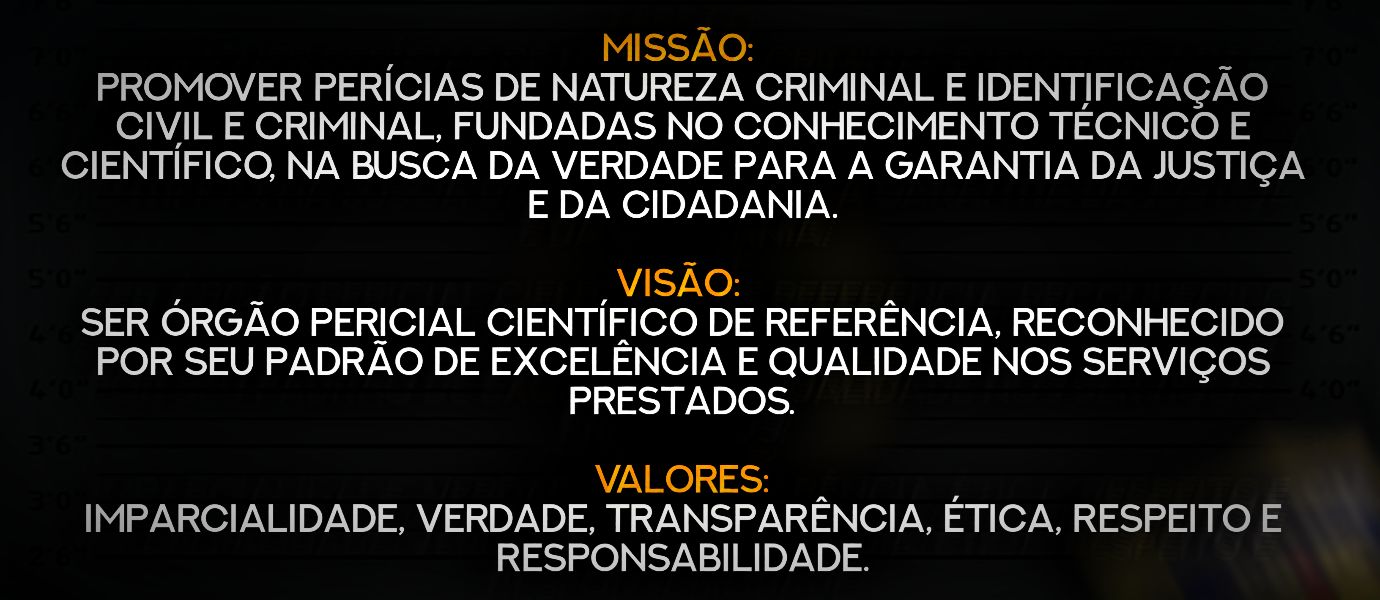 MISSÃO:
PROMOVER PERÍCIAS DE NATUREZA CRIMINAL E IDENTIFICAÇÃO
CIVIL E CRIMINAL, FUNDADAS NO CONHECIMENTO TÉCNICO E
CIENTÍFICO, NA BUSCA DA VERDADE PARA A GARANTIA DA JUSTIÇA
E DA CIDADANIA.
VISÃO:
SER ÓRGÃO PERICIAL CIENTÍFICO DE REFERÊNCIA, RECONHECIDO
POR SEU PADRÃO DE EXCELÊNCIA E QUALIDADE NOS SERVIÇOS
PRESTADOS.
VALORES:
IMPARCIALIDADE, VERDADE, TRANSPARÊNCIA, ÉTICA, RESPEITO E
RESPONSABILIDADE.